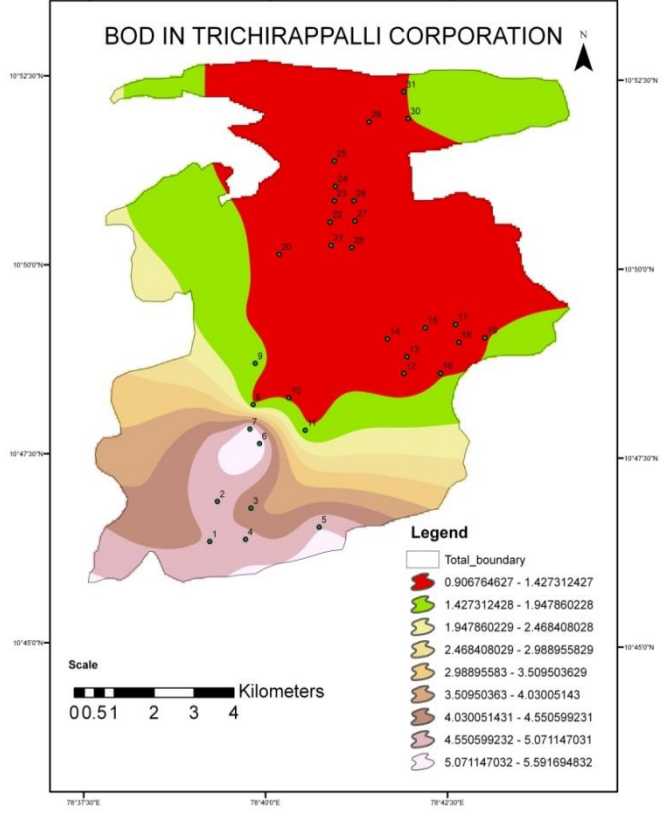 BOD IN TRICHIRAPPALLI CORPORATION
N
10°52'30"N
10°52'30"N
31
30
29
25
24
23
26
22
27
21
28
20
10°50'0"N
10°50'0"N
17
15
14
18
19
13
12
16
9
10
8
11
7
6
10°47'30"N
10°47'30"N
2
3
5
4
1
Legend
Total_boundary
0.906764627 - 1.427312427
1.427312428 - 1.947860228
1.947860229 - 2.468408028
2.468408029 - 2.988955829
2.98895583 - 3.509503629
3.50950363 - 4.03005143
4.030051431 - 4.550599231
4.550599232 - 5.071147031
5.071147032 - 5.591694832
10°45'0"N
10°45'0"N
Scale
Kilometers
0 0.5 1 2 3 4
78°37'30"E
78°40'0"E
78°42'30"E